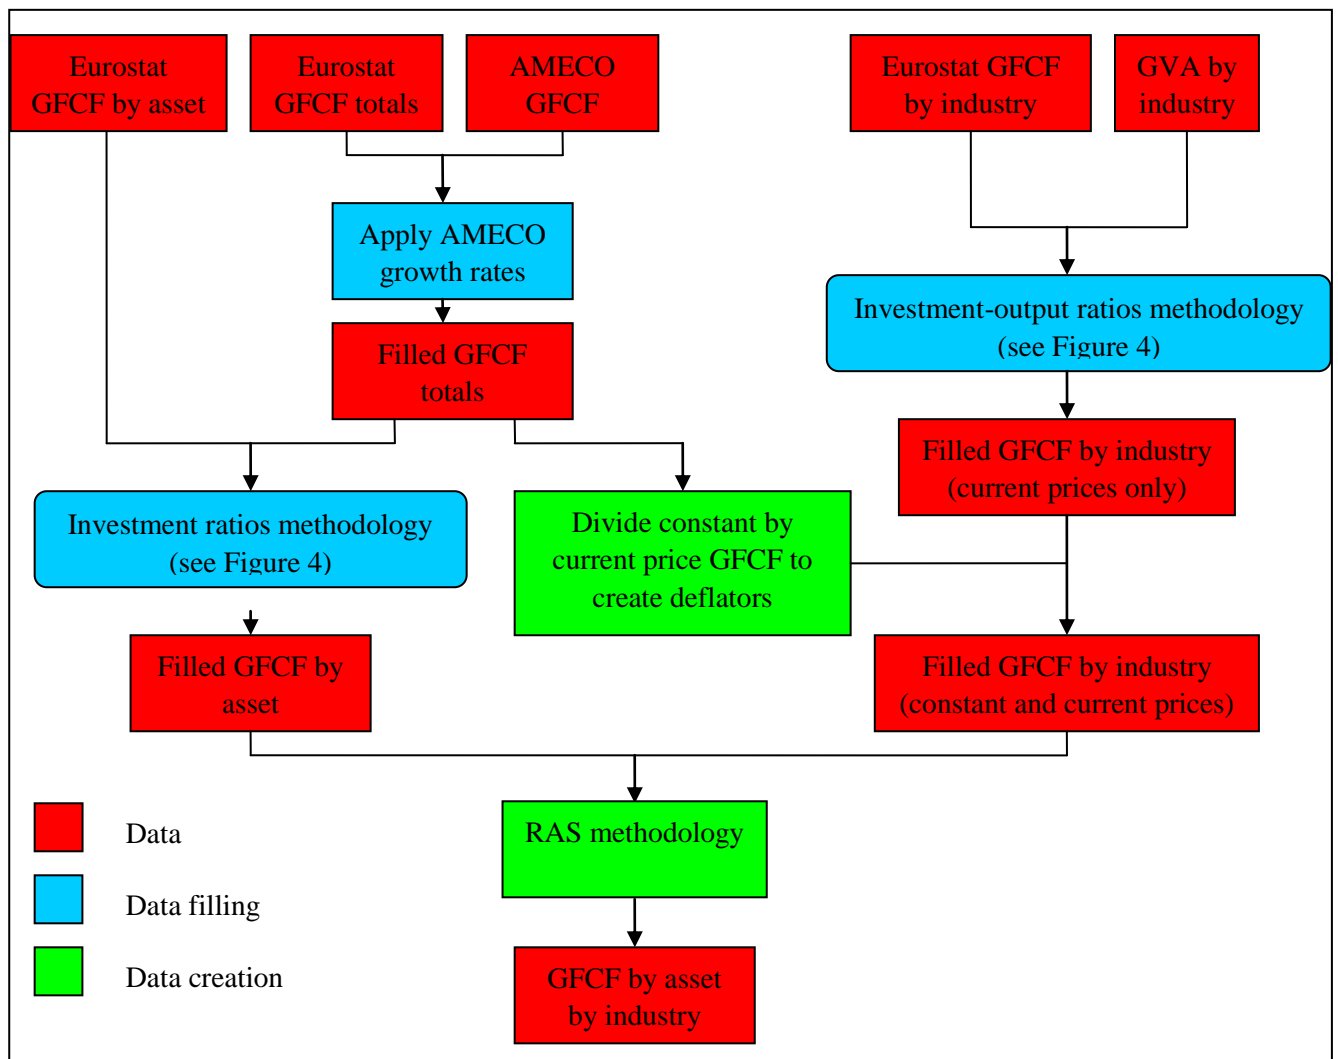 Eurostat
GFCF by asset
Eurostat
GFCF totals
AMECO
GFCF
Eurostat GFCF
by industry
GVA by
industry
Apply AMECO
growth rates
Investment-output ratios methodology
(see Figure 4)
Filled GFCF
totals
Filled GFCF by industry
(current prices only)
Investment ratios methodology
(see Figure 4)
Divide constant by
current price GFCF to
create deflators
Filled GFCF by
asset
Filled GFCF by industry
(constant and current prices)
RAS methodology
Data
Data filling
Data creation
GFCF by asset
by industry